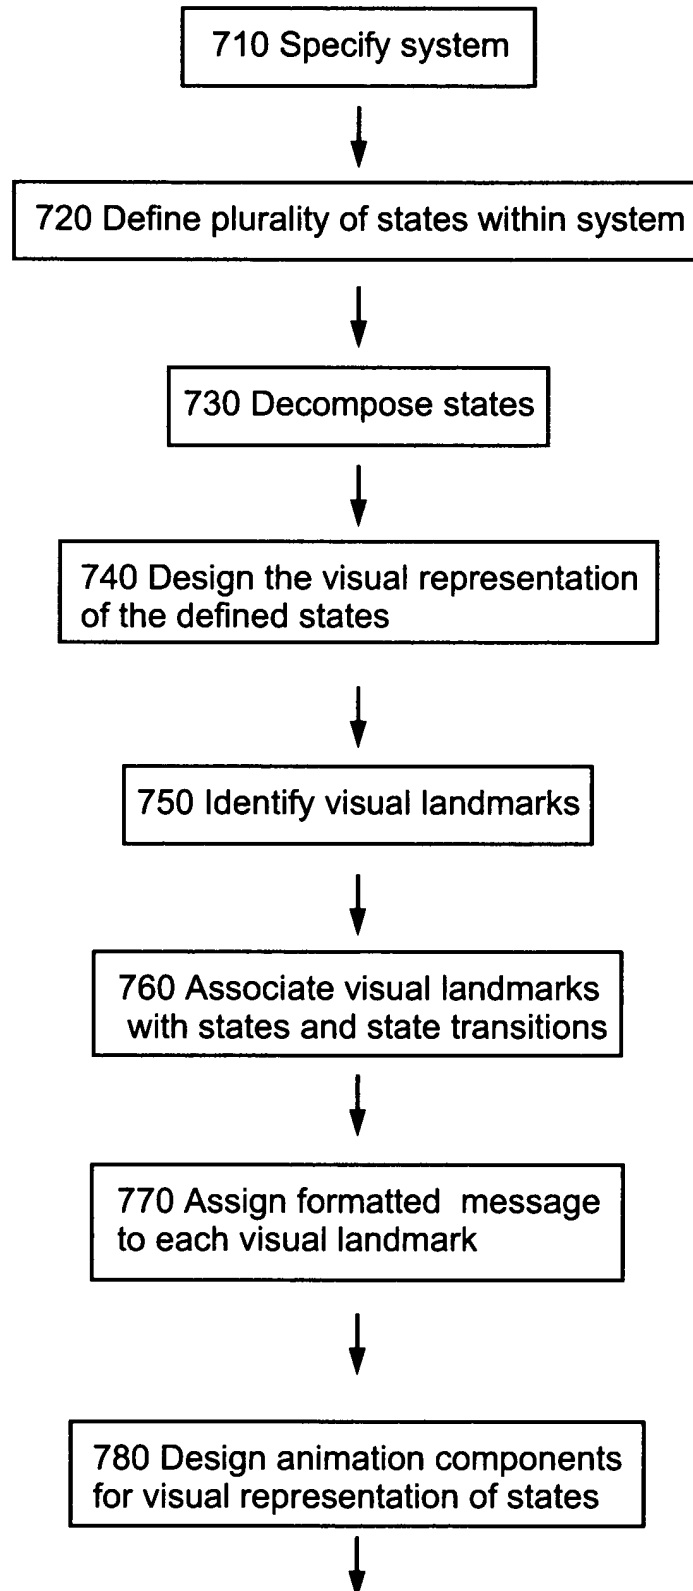 710 Specify system
720 Define plurality of states within system
730 Decompose states
740 Design the visual representation
of the defined states
750 Identify visual landmarks
760 Associate visual landmarks
with states and state transitions
770 Assign formatted message
to each visual landmark
780 Design animation components
for visual representation of states